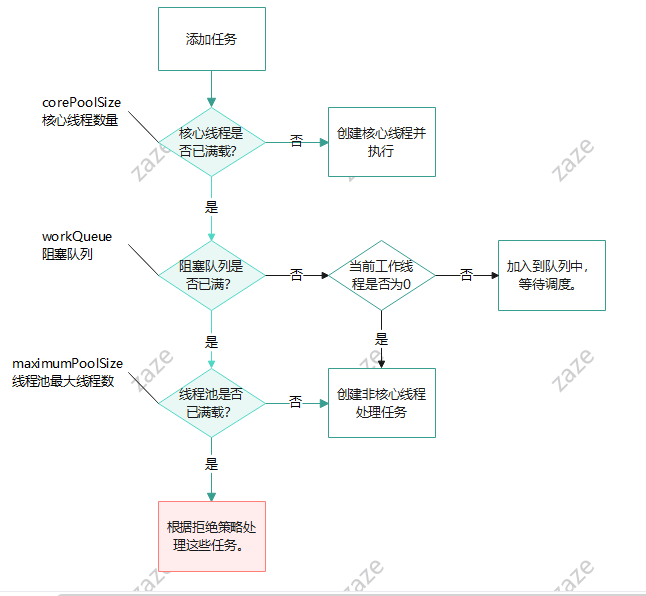 添加任务
corePoolSize
核心线程数量
核心线程是
否已满载?
否
创建核心线程并
执行
zaze
zaze
是
workQueue
阻塞队列
阻塞队列是
否已满?
否
当前工作线
程是否为0
否
加入到队列中，
等待调度。
是
是
maximumPoolSize
线程池最大线程数
zaze
zaze
zaze
线程池是否
已满载?
否
创建非核心线程
处理任务
是
根据拒绝策略处
理这些任务。
zaze
zaze
zaze